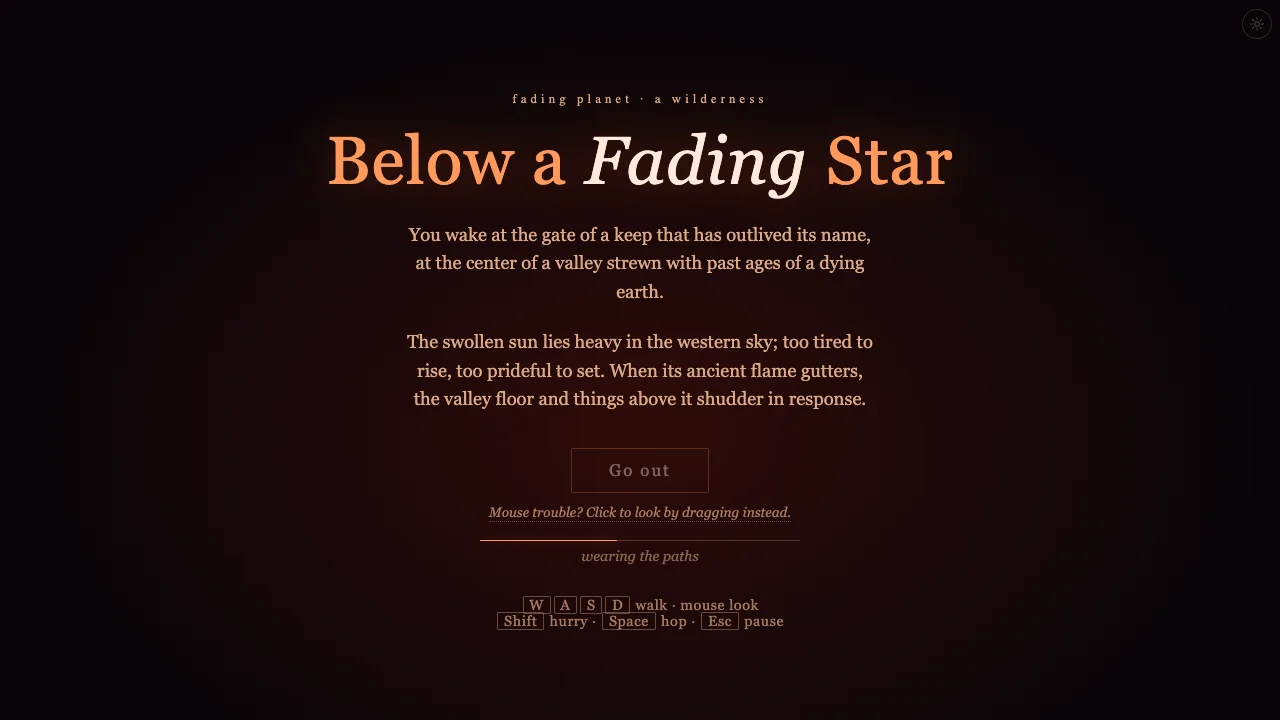 fading planet · a wilderness
Below a Fading Star
You wake at the gate of a keep that has outlived its name,
at the center of a valley strewn with past ages of a dying
earth.
The swollen sun lies heavy in the western sky; too tired to
rise, too prideful to set. When its ancient flame gutters,
the valley floor and things above it shudder in response.
Go out
Mouse trouble? Click to look by dragging instead.
wearing the paths
W A S D walk · mouse look
Shift hurry · Space hop · Esc pause